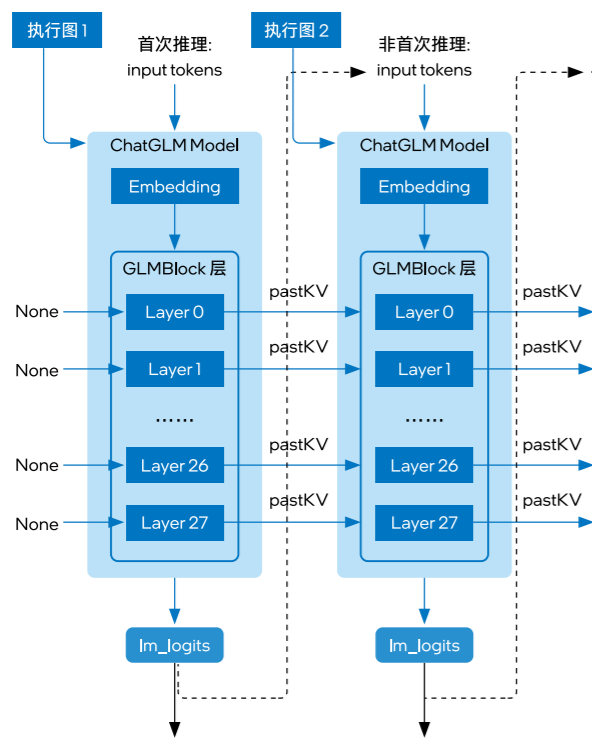 执行图 1
首次推理:
input tokens
执行图 2
非首次推理:
input tokens
ChatGLM Model
Embedding
GLMBlock 层
None
Layer 0
pastKV
None
Layer 1
pastKV
……
None
Layer 26
pastKV
None
Layer 27
pastKV
lm_logits
ChatGLM Model
Embedding
GLMBlock 层
Layer 0
pastKV
Layer 1
pastKV
……
Layer 26
pastKV
Layer 27
pastKV
lm_logits